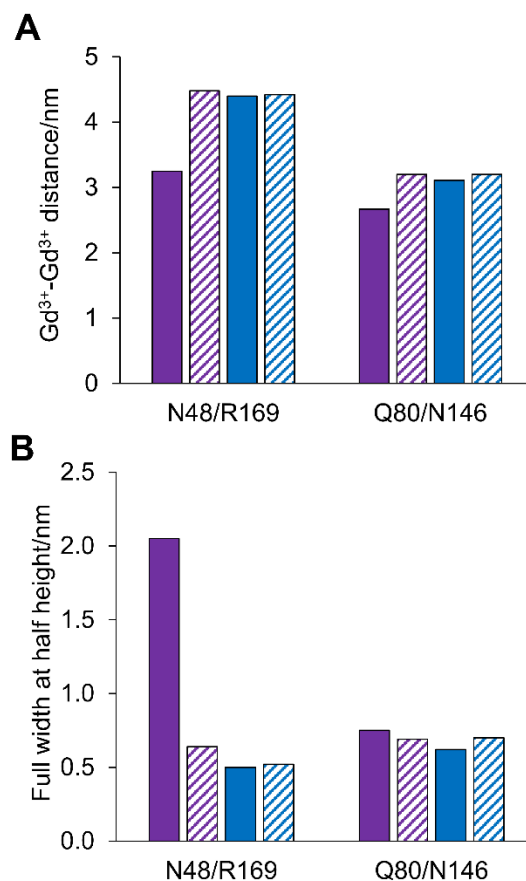 A
Gd³⁺-Gd³⁺ distance/nm
5
4
3
2
1
0
N48/R169
Q80/N146
B
Full width at half height/nm
2.5
2.0
1.5
1.0
0.5
0.0
N48/R169
Q80/N146